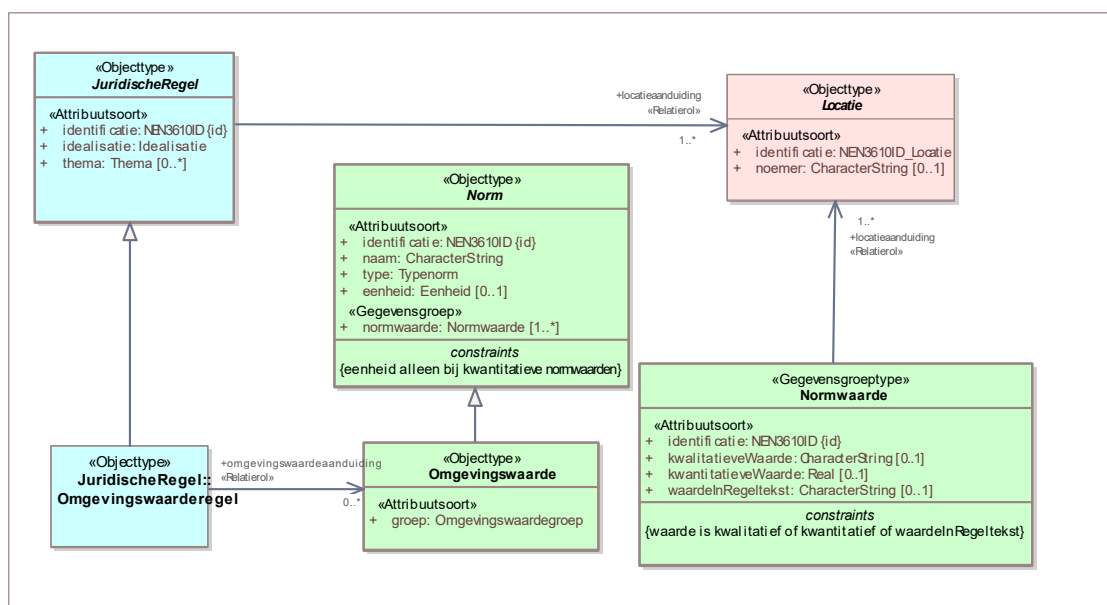 «Objecttype»
JuridischeRegel
«Attribuutsoort»
+ identificatie: NEN3610ID {id}
+ idealisatie: Idealisatie
+ thema: Thema [0..*]
+locatieaanduiding
«Relatierol»
1..*
«Objecttype»
Locatie
«Attribuutsoort»
+ identificatie: NEN3610ID_Locatie
+ noemer: CharacterString [0..1]
«Objecttype»
Norm
«Attribuutsoort»
+ identificatie: NEN3610ID {id}
+ naam: CharacterString
+ type: Typenorm
+ eenheid: Eenheid [0..1]
«Gegevensgroep»
+ normwaarde: Normwaarde [1..*]
constraints
{eenheid alleen bij kwantitatieve normwaarden}
1..*
+locatieaanduiding
«Relatierol»
«Gegevensgroeptype»
Normwaarde
«Attribuutsoort»
+ identificatie: NEN3610ID {id}
+ kwalitatieveWaarde: CharacterString [0..1]
+ kwantitatieveWaarde: Real [0..1]
+ waardeInRegeltekst: CharacterString [0..1]
constraints
{waarde is kwalitatief of kwantitatief of waardeInRegeltekst}
«Objecttype»
JuridischeRegel::
Omgevingswaarderegel
+omgevingswaardeaanduiding
«Relatierol»
0..*
«Objecttype»
Omgevingswaarde
«Attribuutsoort»
+ groep: Omgevingswaardegroep